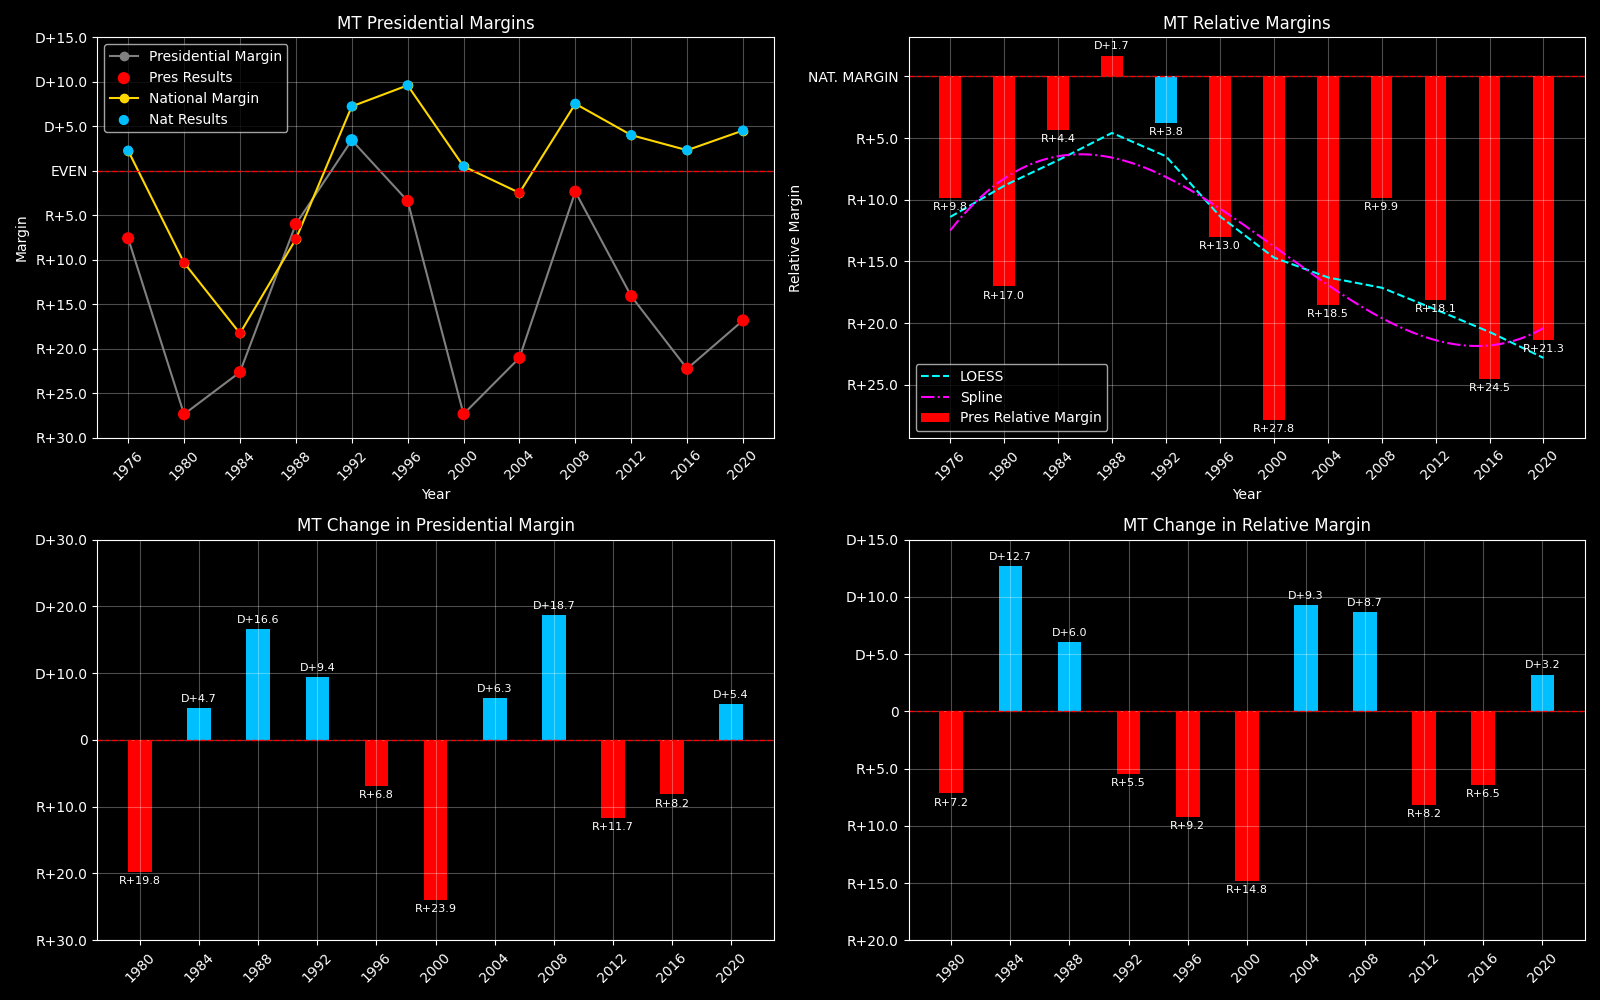 MT Presidential Margins
D+15.0
D+10.0
D+5.0
EVEN
R+5.0
R+10.0
R+15.0
R+20.0
R+25.0
R+30.0
Margin
Presidential Margin
Pres Results
National Margin
Nat Results
1976 1980 1984 1988 1992 1996 2000 2004 2008 2012 2016 2020
Year
MT Relative Margins
NAT. MARGIN
R+5.0
R+10.0
R+15.0
R+20.0
R+25.0
Relative Margin
R+9.8
R+17.0
R+4.4
D+1.7
R+3.8
R+13.0
R+27.8
R+18.5
R+9.9
R+18.1
R+24.5
R+21.3
LOESS
Spline
Pres Relative Margin
1976 1980 1984 1988 1992 1996 2000 2004 2008 2012 2016 2020
Year
MT Change in Presidential Margin
D+30.0
D+20.0
D+10.0
0
R+10.0
R+20.0
R+30.0
R+19.8
D+4.7
D+16.6
D+9.4
R+6.8
R+23.9
D+6.3
D+18.7
R+11.7
R+8.2
D+5.4
1980 1984 1988 1992 1996 2000 2004 2008 2012 2016 2020
MT Change in Relative Margin
D+15.0
D+10.0
D+5.0
0
R+5.0
R+10.0
R+15.0
R+20.0
R+7.2
D+12.7
D+6.0
R+5.5
R+9.2
R+14.8
D+9.3
D+8.7
R+8.2
R+6.5
D+3.2
1980 1984 1988 1992 1996 2000 2004 2008 2012 2016 2020